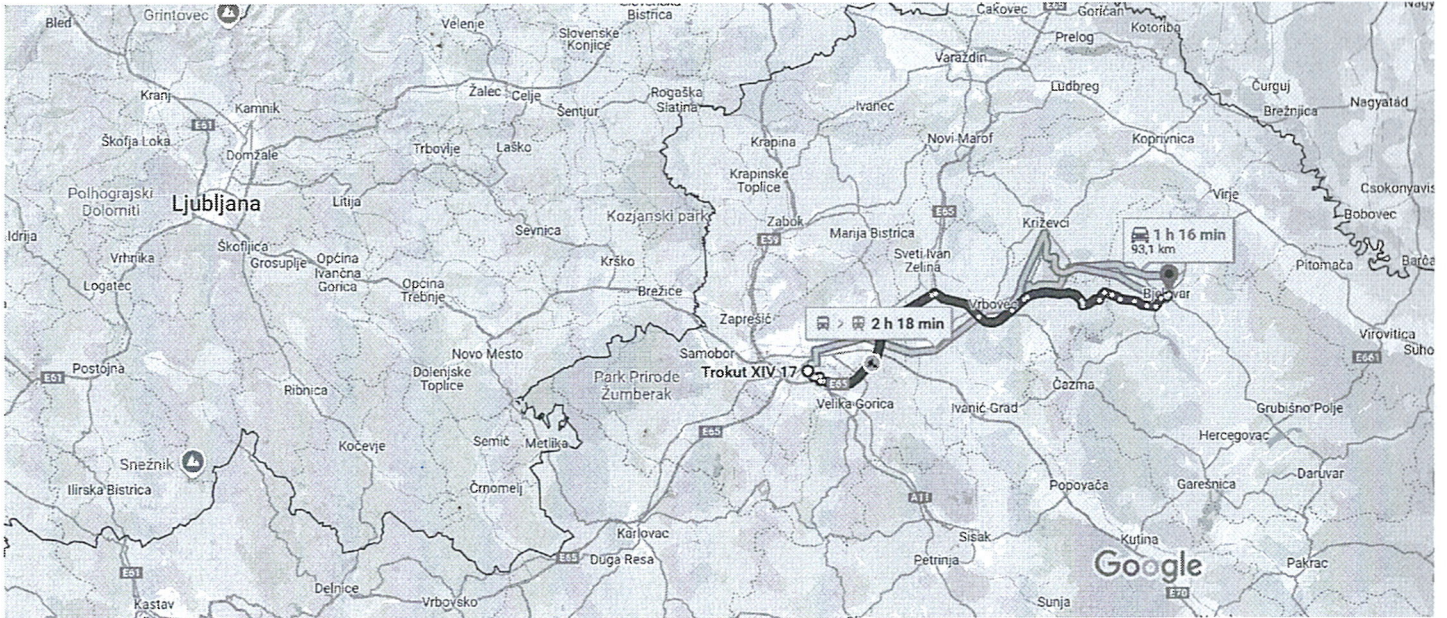 Bled
Grintovec
Velenje
Slovenske
Konjice
Bistrica
Čakovec
E65
Goričan
Kotoriba
Prelog
Varaždin
Kranj
Kamnik
Žalec
Celje
Šentjur
Rogaška
Slatina
Ivanec
Ludbreg
Čurguj
Brežnjica
Nagyatád
E61
Škofja Loka
Domžale
Trbovlje
Laško
Krapina
Novi Marof
Koprivnica
Polhograjski
Dolomiti
Ljubljana
Litija
Krapinske
Toplice
Virje
Csokonyavis
Bobovec
Idrija
Škofljica
Sevnica
Kozjanski park
Zabok
E59
Marija Bistrica
E65
Križevci
1 h 16 min
93,1 km
Vrhnika
Grosuplje
Općina
Ivančna
Gorica
Krško
Sveti Ivan
Zelina
Pitomača
Barča
Logatec
Općina
Trebnje
Brežice
Zaprešić
Vrbovec
Bjelovar
2 h 18 min
Virovitica
Novo Mesto
Samobor
E661
Suho
Postojna
E61
Dolenjske
Toplice
Park Prirode
Žumberak
Trokut XIV 17
E65
Ribnica
Velika Gorica
Ivanić Grad
Čazma
Grubišno Polje
Kočevje
Semič
Metlika
E65
Hercegovac
Snežnik
Daruvar
Ilirska Bistrica
Črnomelj
A11
Popovača
Garešnica
Karlovac
Sisak
Kutina
E65
Duga Resa
Petrinja
Google
Pakrac
E61
Delnice
Kastav
Vrbovsko
Sunja
E70